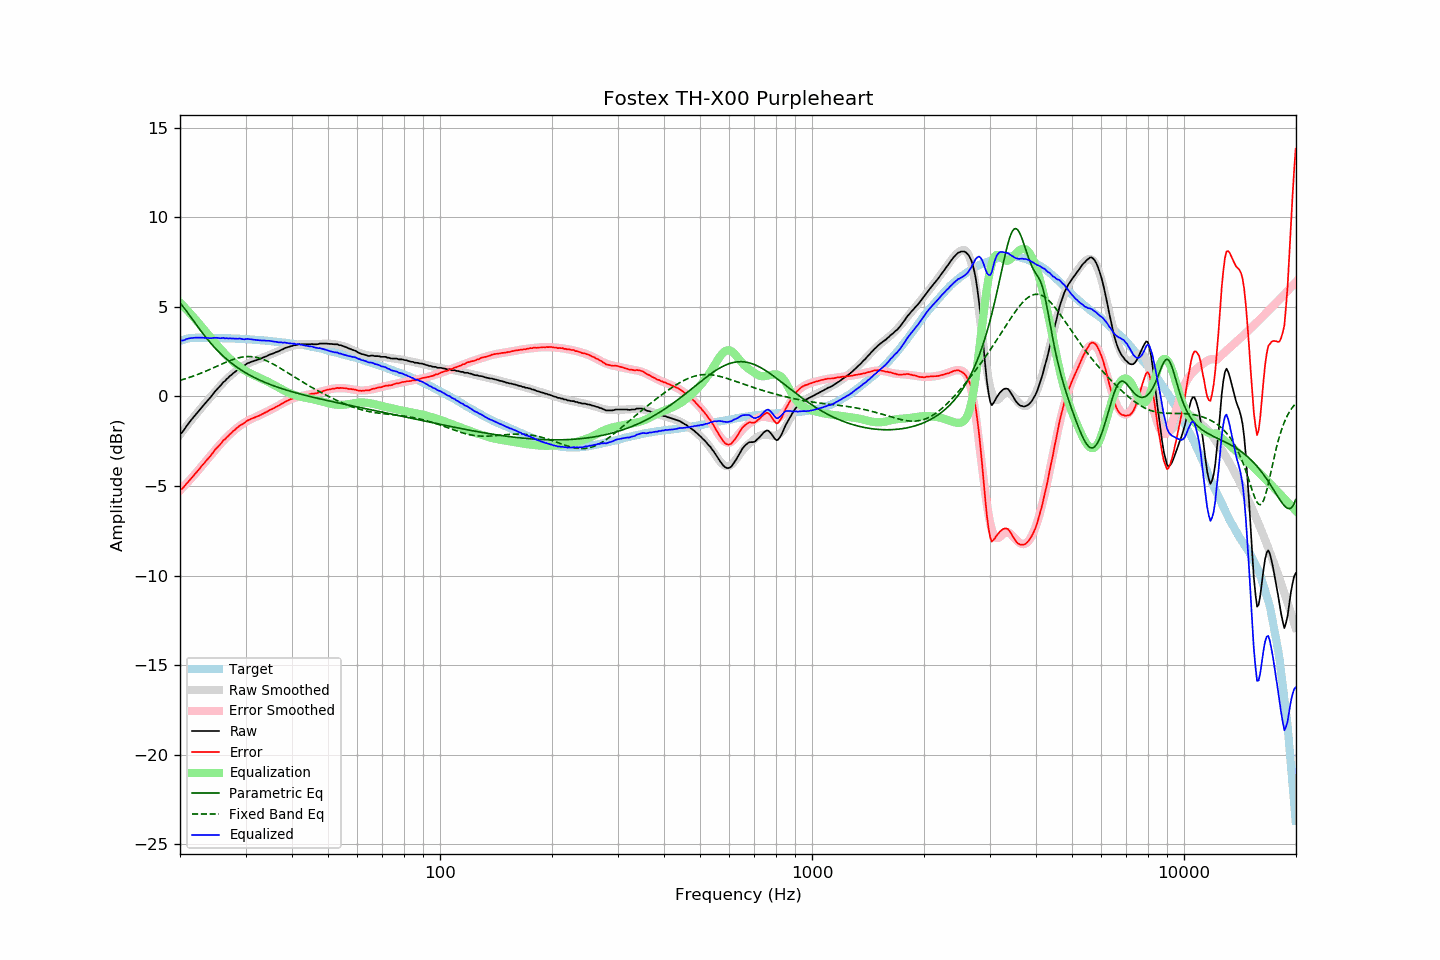 Fostex TH-X00 Purpleheart
Amplitude (dBr)
15
10
5
0
−5
−10
−15
−20
−25
Target
Raw Smoothed
Error Smoothed
Raw
Error
Equalization
Parametric Eq
Fixed Band Eq
Equalized
100 1000 10000
Frequency (Hz)